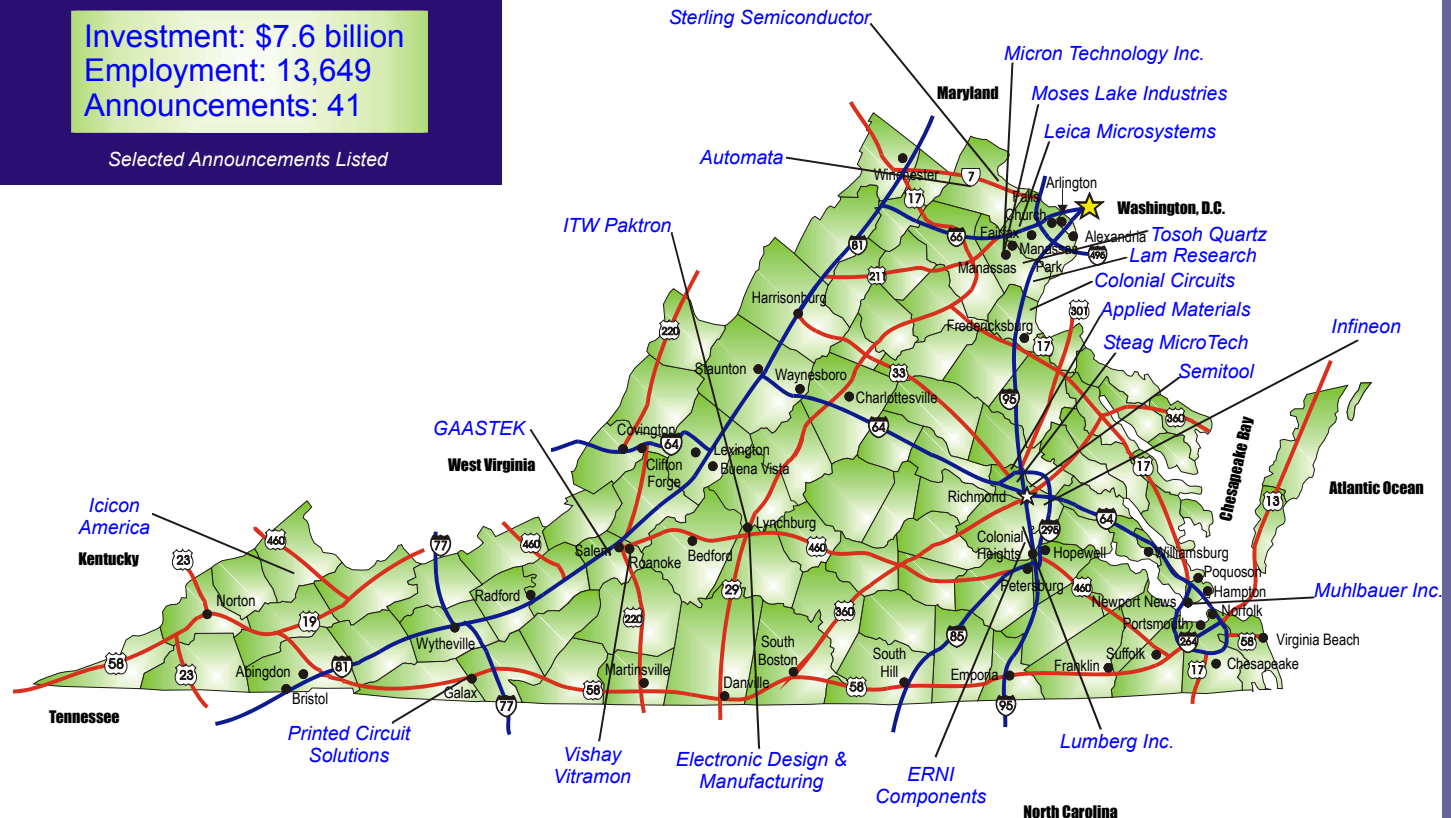 Investment: $7.6 billion
Employment: 13,649
Announcements: 41
Selected Announcements Listed
Sterling Semiconductor
Micron Technology Inc.
Maryland
Moses Lake Industries
Leica Microsystems
Automata
Winchester
7
Arlington
17
Falls
Church
Washington, D.C.
ITW Paktron
66
Fairfax
Alexandria
Tosoh Quartz
81
Manassas
Park
495
Manassas
Lam Research
211
Colonial Circuits
Harrisonburg
Applied Materials
301
220
Fredericksburg
17
Infineon
Steag MicroTech
Staunton
Waynesboro
33
Semitool
Charlottesville
95
GAASTEK
Covington
64
64
360
Lexington
Clifton
Forge
Buena Vista
West Virginia
17
Chesapeake Bay
Atlantic Ocean
Icicon
America
Richmond
13
Lynchburg
64
295
Kentucky
23
460
77
460
Salem
Roanoke
Bedford
460
Colonial
Heights
Hopewell
Williamsburg
Poquoson
Hampton
Radford
29
Petersburg
460
Newport News
Muhlbauer Inc.
Norton
19
220
360
Norfolk
Portsmouth
Wytheville
85
264
58
Virginia Beach
58
23
Abingdon
81
Martinsville
South
Boston
South
Hill
Franklin
Suffolk
17
Chesapeake
Bristol
Galax
58
Danville
58
Emporia
Tennessee
77
95
Printed Circuit
Solutions
Vishay
Vitramon
Electronic Design &
Manufacturing
ERNI
Components
Lumberg Inc.
North Carolina